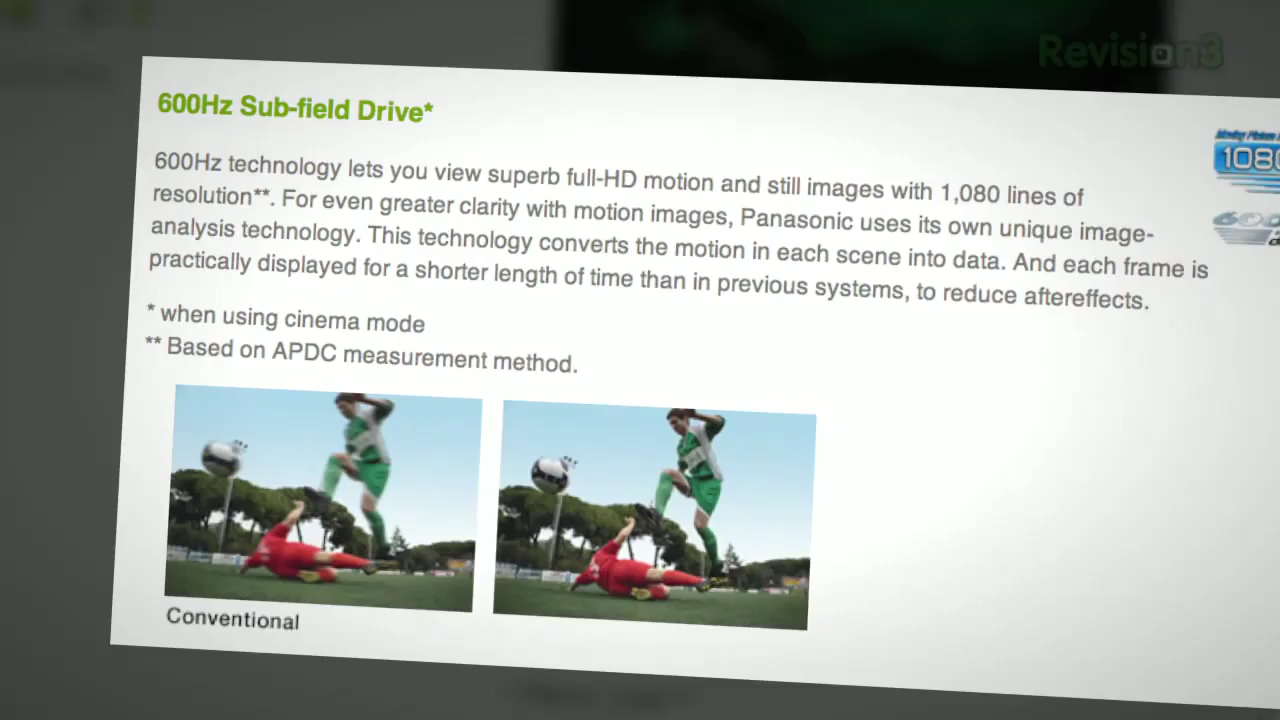 Revision3
600Hz Sub-field Drive*
600Hz technology lets you view superb full-HD motion and still images with 1,080 lines of
resolution**. For even greater clarity with motion images, Panasonic uses its own unique image-
analysis technology. This technology converts the motion in each scene into data. And each frame is
practically displayed for a shorter length of time than in previous systems, to reduce aftereffects.
* when using cinema mode
** Based on APDC measurement method.
Conventional